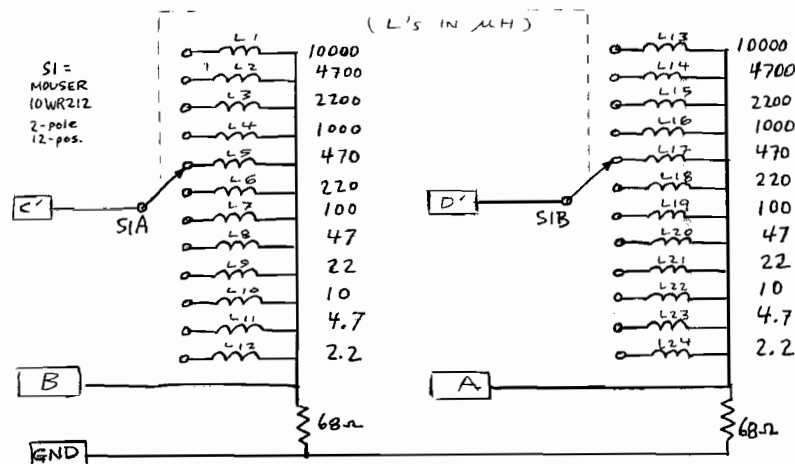 (L'S IN µH)
S1 =
MOUSER
10WR212
2-pole
12-pos.
L1 10000
L2 4700
L3 2200
L4 1000
L5 470
L6 220
L7 100
L8 47
L9 22
L10 10
L11 4.7
L12 2.2
C'
S1A
B
68Ω
GND
L13 10000
L14 4700
L15 2200
L16 1000
L17 470
L18 220
L19 100
L20 47
L21 22
L22 10
L23 4.7
L24 2.2
D'
S1B
A
68Ω